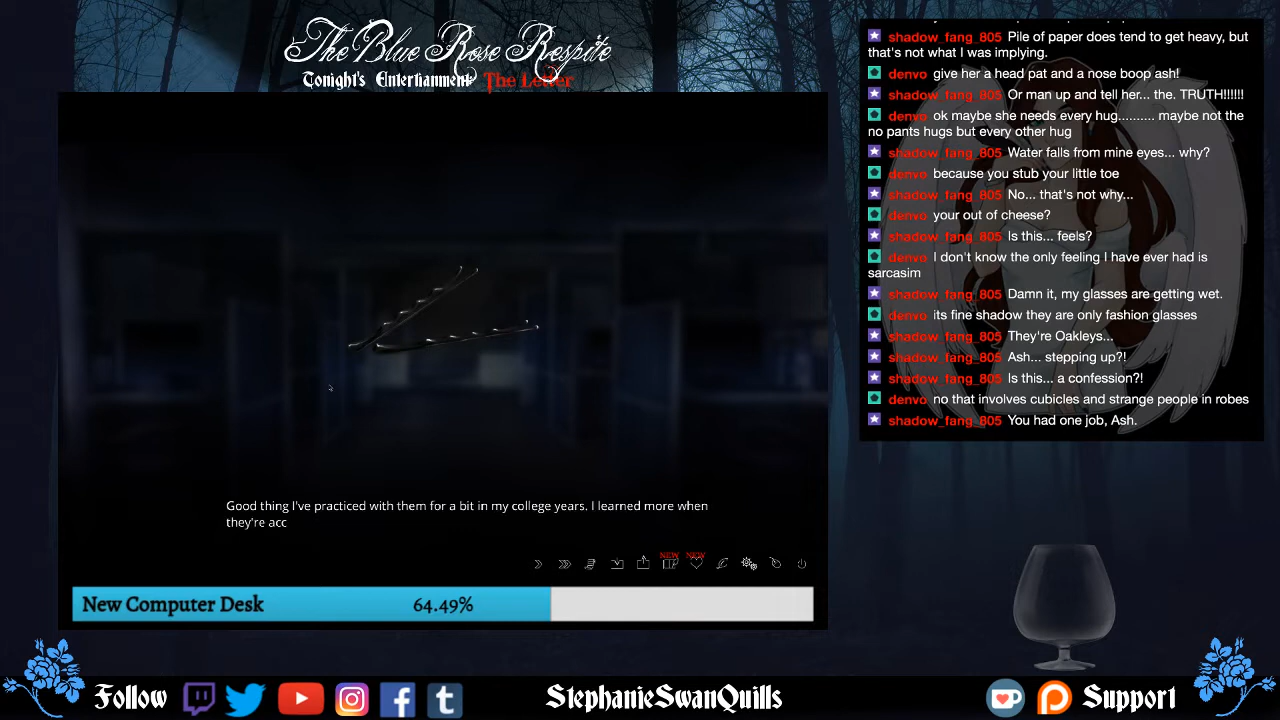 The Blue Rose Respite
Tonight's Entertainment The Letter
shadow_fang_805 Pile of paper does tend to get heavy, but
that's not what I was implying.
denvo give her a head pat and a nose boop ash!
shadow_fang_805 Or man up and tell her... the. TRUTH!!!!!!
denvo ok maybe she needs every hug.......... maybe not the
no pants hugs but every other hug
shadow_fang_805 Water falls from mine eyes... why?
denvo because you stub your little toe
shadow_fang_805 No... that's not why...
denvo your out of cheese?
shadow_fang_805 Is this... feels?
denvo I don't know the only feeling I have ever had is
sarcasim
shadow_fang_805 Damn it, my glasses are getting wet.
denvo its fine shadow they are only fashion glasses
shadow_fang_805 They're Oakleys...
shadow_fang_805 Ash... stepping up?!
shadow_fang_805 Is this... a confession?!
denvo no that involves cubicles and strange people in robes
shadow_fang_805 You had one job, Ash.
Good thing I've practiced with them for a bit in my college years. I learned more when
they're acc
NEW NEW
New Computer Desk 64.49%
Follow StephanieSwanQuills Support